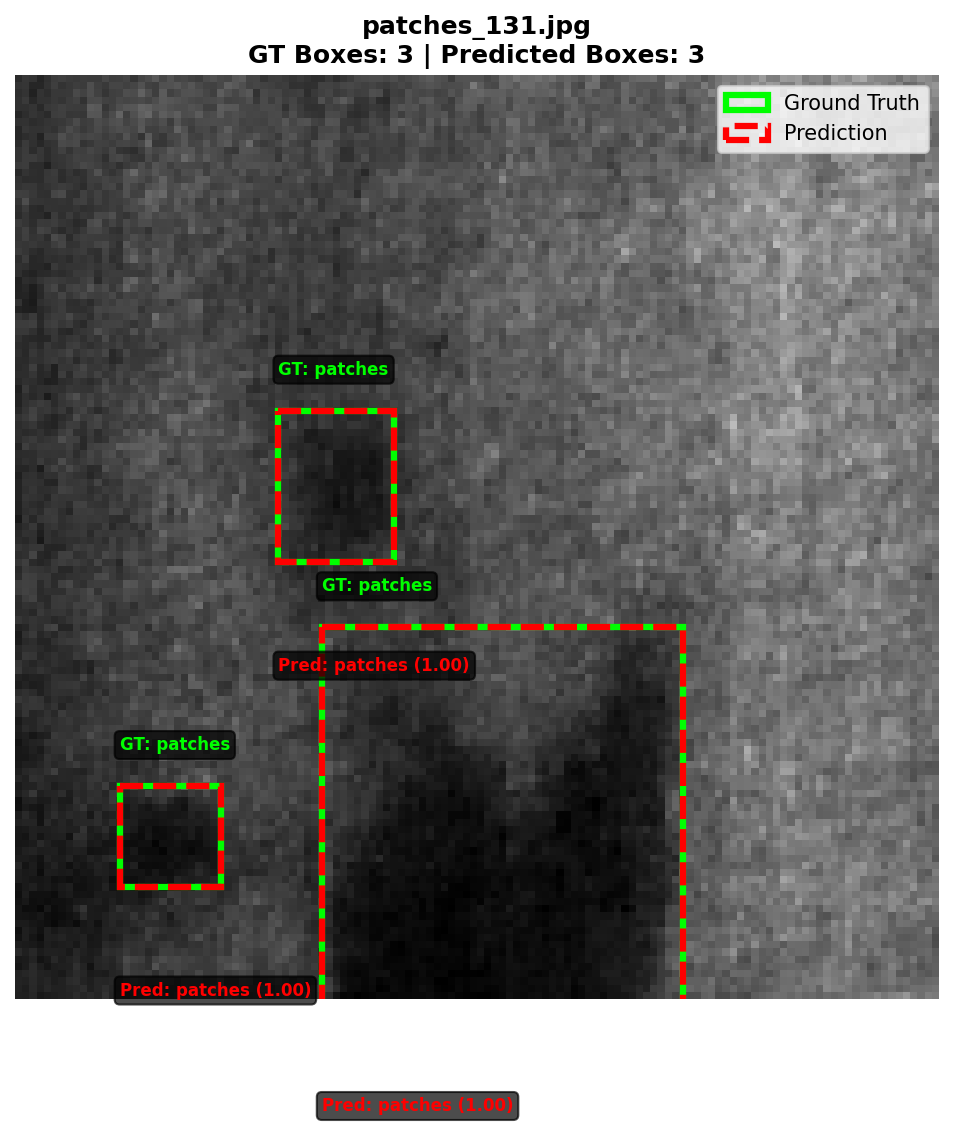 patches_131.jpg
GT Boxes: 3 | Predicted Boxes: 3
Ground Truth
Prediction
GT: patches
GT: patches
Pred: patches (1.00)
GT: patches
Pred: patches (1.00)
Pred: patches (1.00)